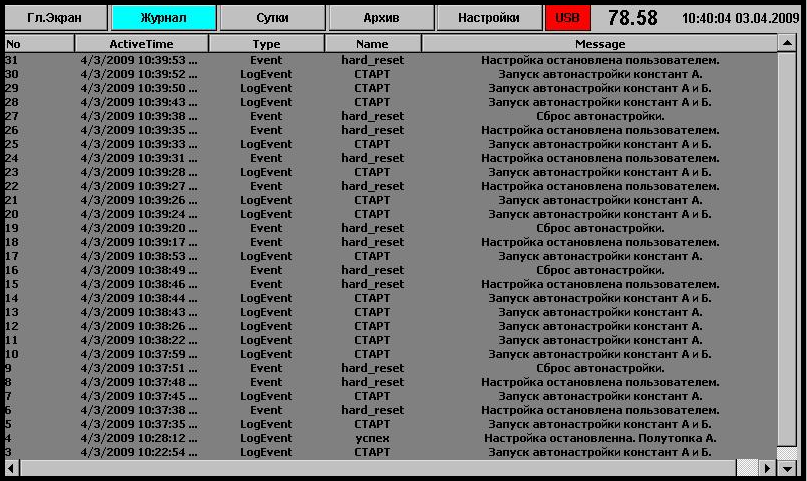 Гл.Экран Журнал Сутки Архив Настройки USB 78.58 10:40:04 03.04.2009
No ActiveTime Type Name Message
31 4/3/2009 10:39:53 ... Event hard_reset Настройка остановлена пользователем.
30 4/3/2009 10:39:52 ... LogEvent СТАРТ Запуск автонастройки констант А.
29 4/3/2009 10:39:50 ... LogEvent СТАРТ Запуск автонастройки констант А и Б.
28 4/3/2009 10:39:43 ... LogEvent СТАРТ Запуск автонастройки констант А и Б.
27 4/3/2009 10:39:38 ... Event hard_reset Сброс автонастройки.
26 4/3/2009 10:39:35 ... Event hard_reset Настройка остановлена пользователем.
25 4/3/2009 10:39:33 ... LogEvent СТАРТ Запуск автонастройки констант А и Б.
24 4/3/2009 10:39:31 ... Event hard_reset Настройка остановлена пользователем.
23 4/3/2009 10:39:28 ... LogEvent СТАРТ Запуск автонастройки констант А и Б.
22 4/3/2009 10:39:27 ... Event hard_reset Настройка остановлена пользователем.
21 4/3/2009 10:39:26 ... LogEvent СТАРТ Запуск автонастройки констант А.
20 4/3/2009 10:39:24 ... LogEvent СТАРТ Запуск автонастройки констант А и Б.
19 4/3/2009 10:39:20 ... Event hard_reset Сброс автонастройки.
18 4/3/2009 10:39:17 ... Event hard_reset Настройка остановлена пользователем.
17 4/3/2009 10:38:53 ... LogEvent СТАРТ Запуск автонастройки констант А.
16 4/3/2009 10:38:49 ... Event hard_reset Сброс автонастройки.
15 4/3/2009 10:38:46 ... Event hard_reset Настройка остановлена пользователем.
14 4/3/2009 10:38:44 ... LogEvent СТАРТ Запуск автонастройки констант А и Б.
13 4/3/2009 10:38:43 ... LogEvent СТАРТ Запуск автонастройки констант А.
12 4/3/2009 10:38:26 ... LogEvent СТАРТ Запуск автонастройки констант А.
11 4/3/2009 10:38:22 ... LogEvent СТАРТ Запуск автонастройки констант А.
10 4/3/2009 10:37:59 ... LogEvent СТАРТ Запуск автонастройки констант А и Б.
9 4/3/2009 10:37:51 ... Event hard_reset Сброс автонастройки.
8 4/3/2009 10:37:48 ... Event hard_reset Настройка остановлена пользователем.
7 4/3/2009 10:37:45 ... LogEvent СТАРТ Запуск автонастройки констант А.
6 4/3/2009 10:37:38 ... Event hard_reset Настройка остановлена пользователем.
5 4/3/2009 10:37:35 ... LogEvent СТАРТ Запуск автонастройки констант А и Б.
4 4/3/2009 10:28:12 ... LogEvent успех Настройка остановленна. Полутопка А.
3 4/3/2009 10:22:54 ... LogEvent СТАРТ Запуск автонастройки констант А и Б.